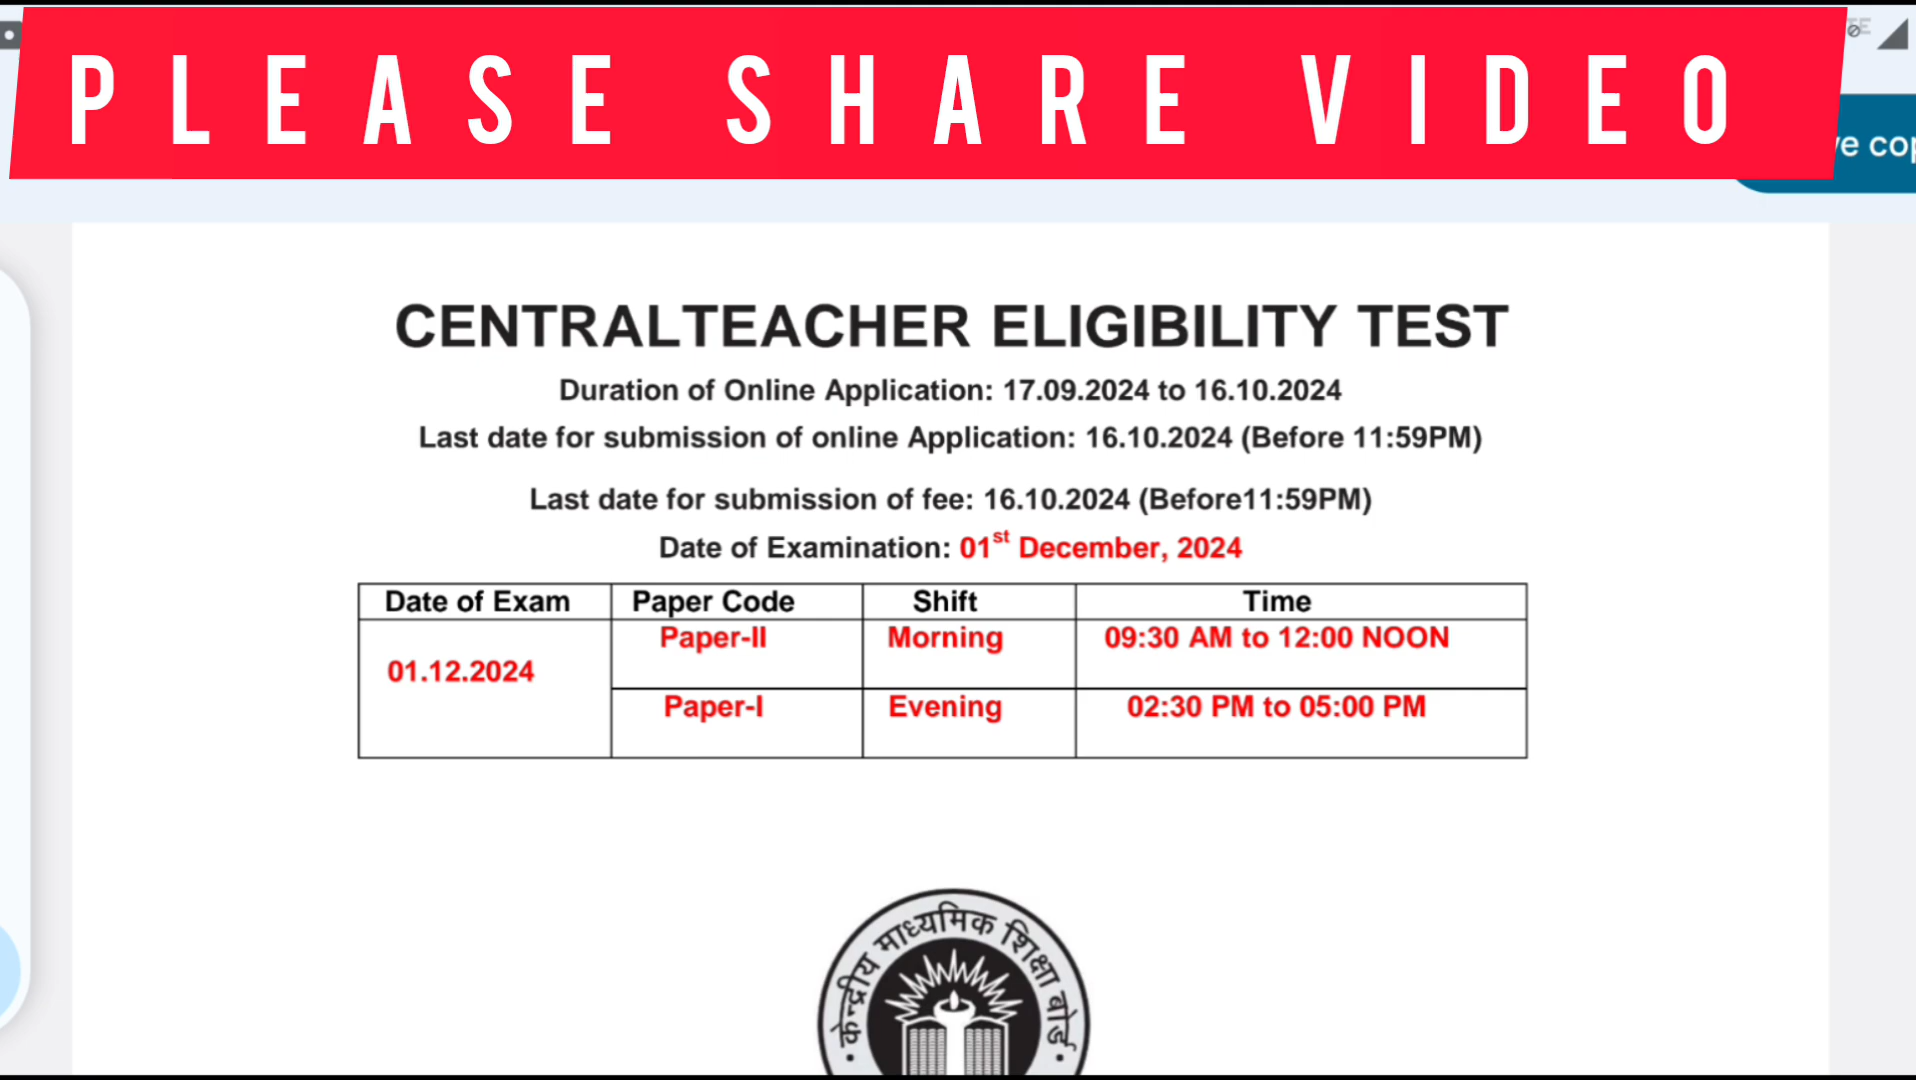 PLEASE SHARE VIDEO
CENTRALTEACHER ELIGIBILITY TEST
Duration of Online Application: 17.09.2024 to 16.10.2024
Last date for submission of online Application: 16.10.2024 (Before 11:59PM)
Last date for submission of fee: 16.10.2024 (Before11:59PM)
Date of Examination: 01st December, 2024
Date of Exam Paper Code Shift Time
Paper-II Morning 09:30 AM to 12:00 NOON
01.12.2024
Paper-I Evening 02:30 PM to 05:00 PM
केन्द्रीय माध्यमिक शिक्षा बोर्ड